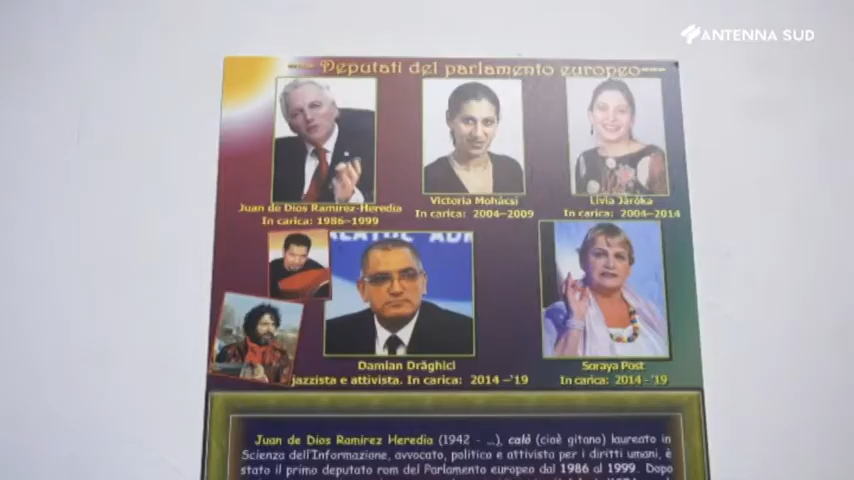 ANTENNA SUD
Deputati del parlamento europeo
Juan de Dios Ramirez-Heredia
In carica: 1986–1999
Victoria Mohácsi
In carica: 2004–2009
Livia Járóka
In carica: 2004–2014
Damian Drăghici
jazzista e attivista. In carica: 2014 –'19
Soraya Post
In carica: 2014 - '19
Juan de Dios Ramirez Heredia (1942 - ...), calò (cioè gitano) laureato in
Scienza dell'Informazione, avvocato, politico e attivista per i diritti umani, è
stato il primo deputato rom del Parlamento europeo dal 1986 al 1999. Dopo